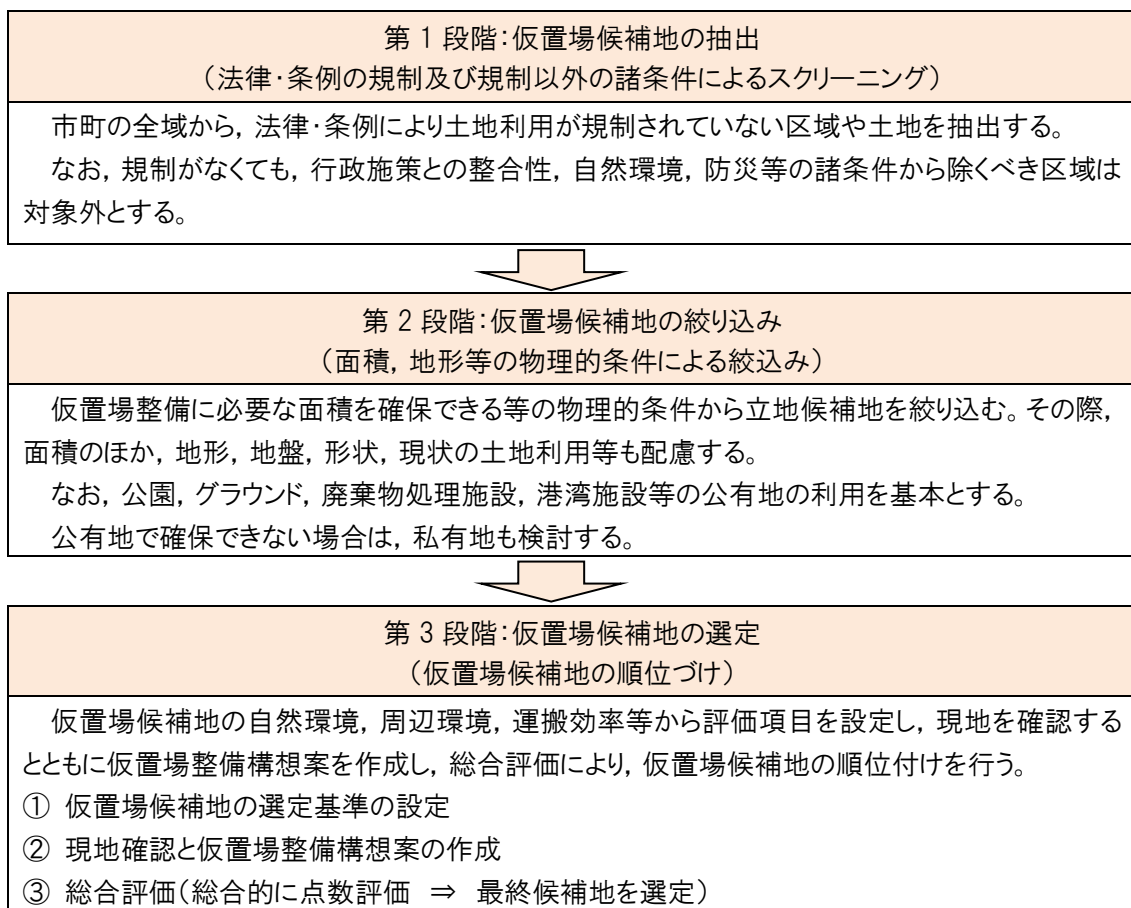 第 1 段階：仮置場候補地の抽出
（法律・条例の規制及び規制以外の諸条件によるスクリーニング）
市町の全域から，法律・条例により土地利用が規制されていない区域や土地を抽出する。
なお，規制がなくても，行政施策との整合性，自然環境，防災等の諸条件から除くべき区域は
対象外とする。
第 2 段階：仮置場候補地の絞り込み
（面積，地形等の物理的条件による絞込み）
仮置場整備に必要な面積を確保できる等の物理的条件から立地候補地を絞り込む。その際，
面積のほか，地形，地盤，形状，現状の土地利用等も配慮する。
なお，公園，グラウンド，廃棄物処理施設，港湾施設等の公有地の利用を基本とする。
公有地で確保できない場合は，私有地も検討する。
第 3 段階：仮置場候補地の選定
（仮置場候補地の順位づけ）
仮置場候補地の自然環境，周辺環境，運搬効率等から評価項目を設定し，現地を確認する
とともに仮置場整備構想案を作成し，総合評価により，仮置場候補地の順位付けを行う。
① 仮置場候補地の選定基準の設定
② 現地確認と仮置場整備構想案の作成
③ 総合評価（総合的に点数評価 ⇒ 最終候補地を選定）